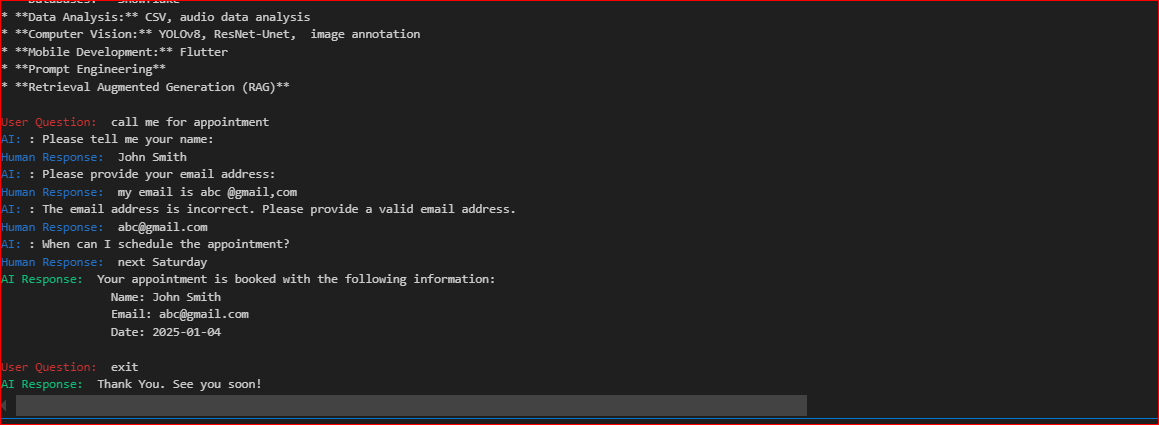 * **Data Analysis:** CSV, audio data analysis
* **Computer Vision:** YOLOv8, ResNet-Unet,  image annotation
* **Mobile Development:** Flutter
* **Prompt Engineering**
* **Retrieval Augmented Generation (RAG)**
User Question:  call me for appointment
AI: : Please tell me your name:
Human Response:  John Smith
AI: : Please provide your email address:
Human Response:  my email is abc @gmail,com
AI: : The email address is incorrect. Please provide a valid email address.
Human Response:  abc@gmail.com
AI: : When can I schedule the appointment?
Human Response:  next Saturday
AI Response:  Your appointment is booked with the following information:
Name: John Smith
Email: abc@gmail.com
Date: 2025-01-04
User Question:  exit
AI Response:  Thank You. See you soon!